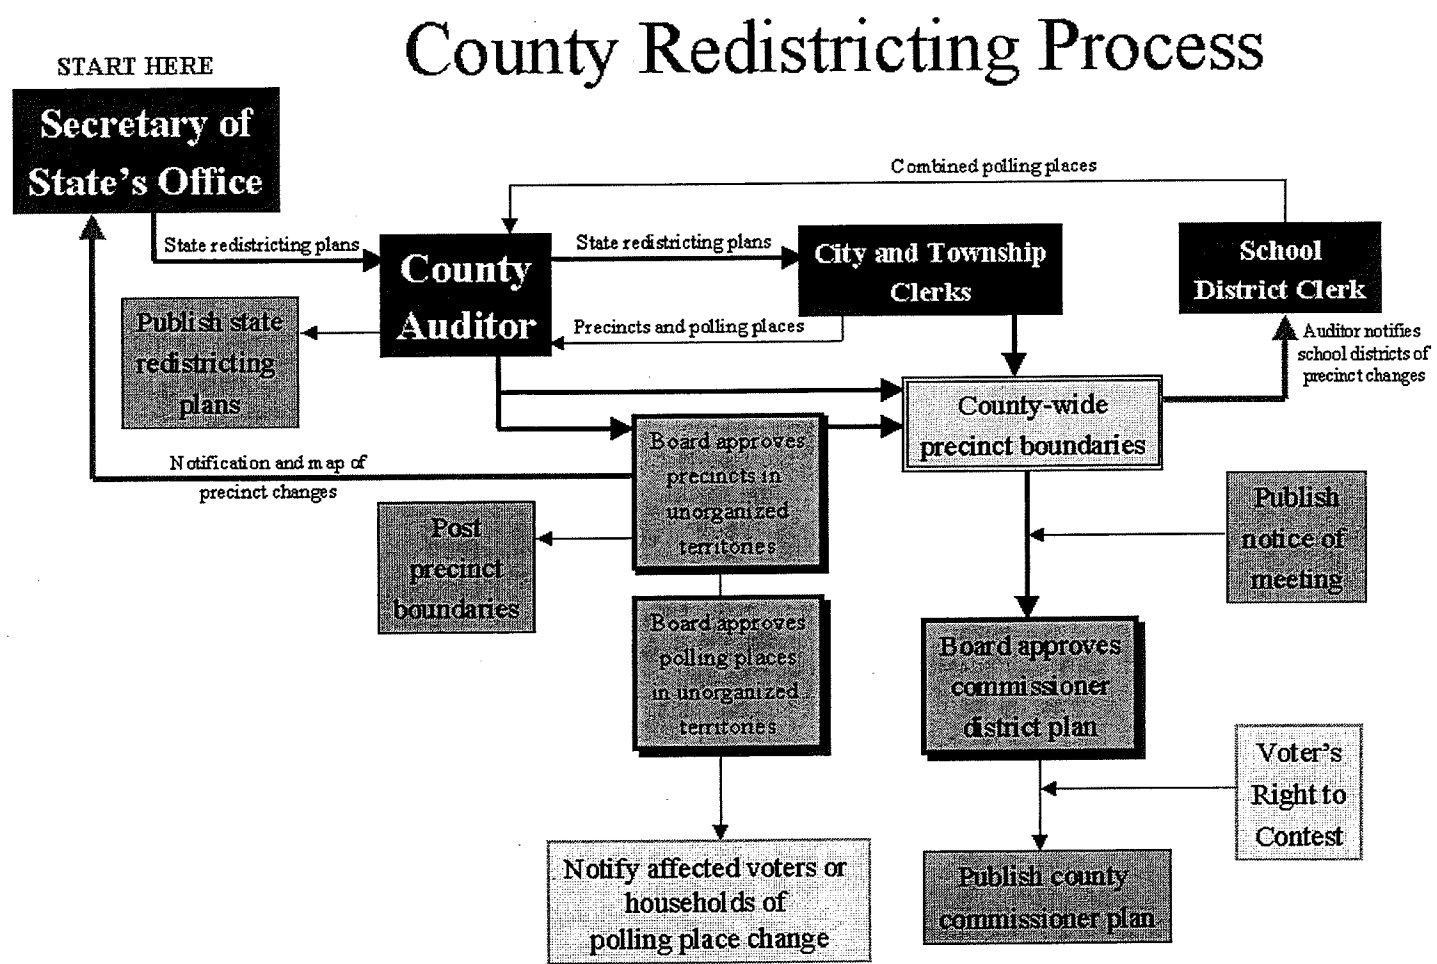 County Redistricting Process
START HERE
Secretary of
State's Office
Combined polling places
State redistricting plans
State redistricting plans
County
Auditor
City and Township
Clerks
School
District Clerk
Publish state
redistricting
plans
Precincts and polling places
Auditor notifies
school districts of
precinct changes
County-wide
precinct boundaries
Board approves
precincts in
unorganized
territories
Notification and map of
precinct changes
Post
precinct
boundaries
Publish
notice of
meeting
Board approves
polling places
in unorganized
territories
Board approves
commissioner
district plan
Voter's
Right to
Contest
Notify affected voters or
households of
polling place change
Publish county
commissioner plan